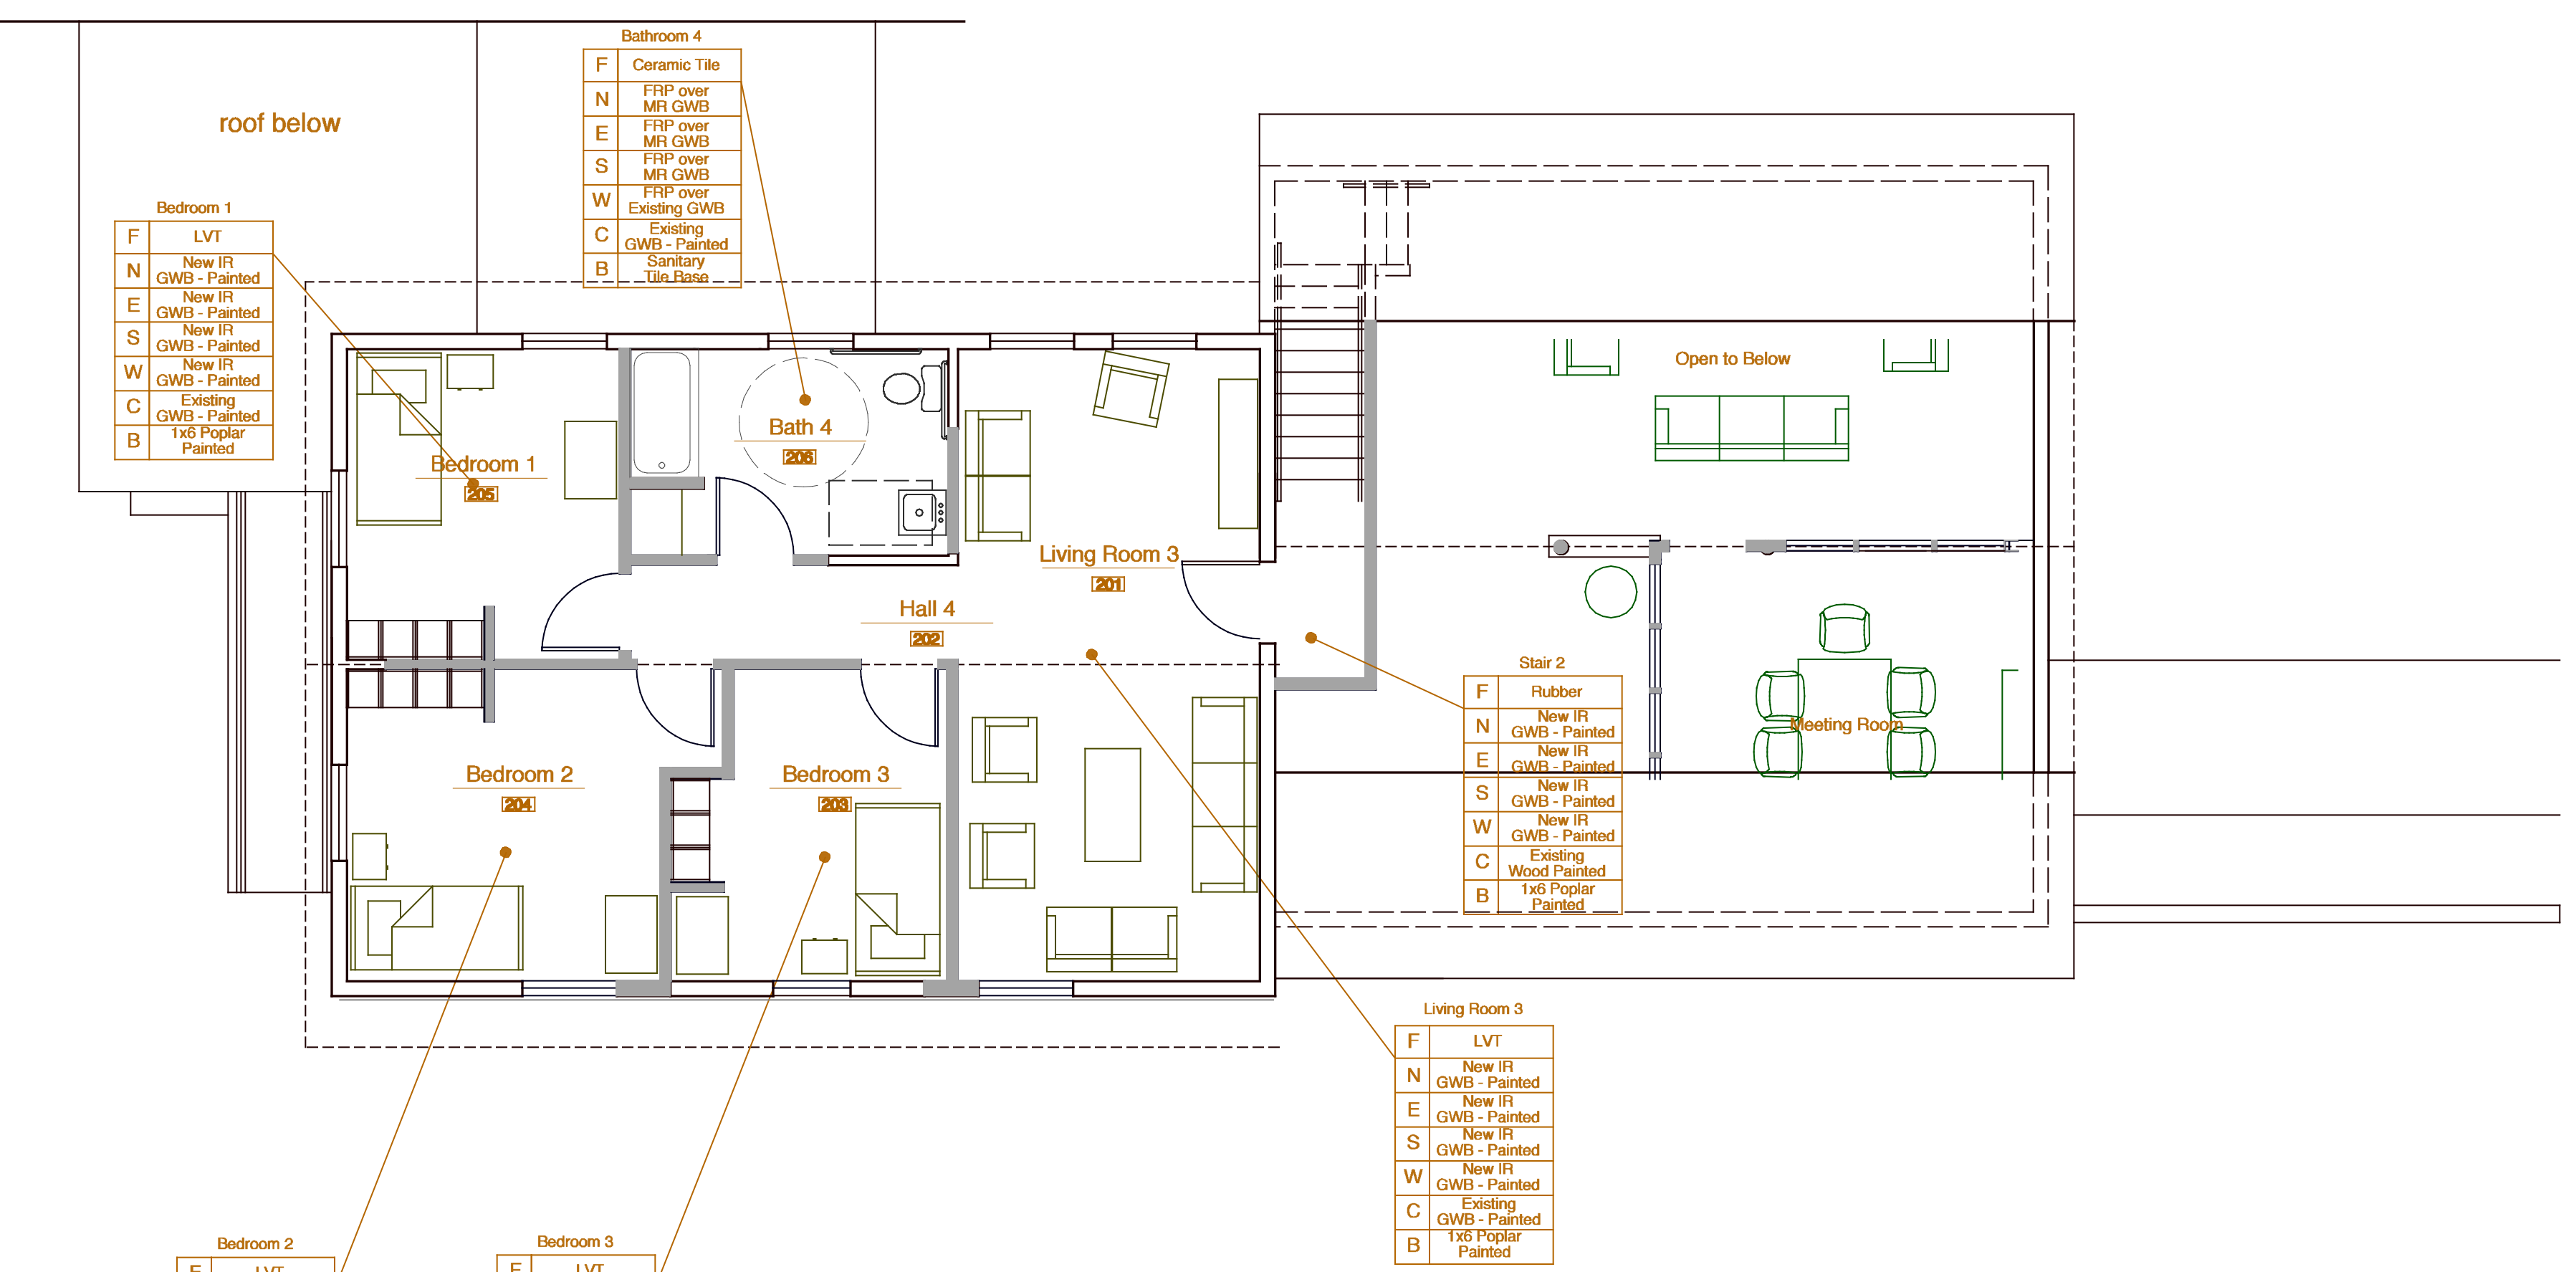 Bathroom 4
F Ceramic Tile
N FRP over
MR GWB
E FRP over
MR GWB
S FRP over
MR GWB
W FRP over
Existing GWB
C Existing
GWB - Painted
B Sanitary
Tile Base
roof below
Bedroom 1
F LVT
N New IR
GWB - Painted
E New IR
GWB - Painted
S New IR
GWB - Painted
W New IR
GWB - Painted
C Existing
GWB - Painted
B 1x6 Poplar
Painted
Open to Below
Bath 4
206
Bedroom 1
205
Living Room 3
201
Hall 4
202
Stair 2
F Rubber
N New IR
GWB - Painted
E New IR
GWB - Painted
S New IR
GWB - Painted
W New IR
GWB - Painted
C Existing
Wood Painted
B 1x6 Poplar
Painted
Meeting Room
Bedroom 2
204
Bedroom 3
203
Living Room 3
F LVT
N New IR
GWB - Painted
E New IR
GWB - Painted
S New IR
GWB - Painted
W New IR
GWB - Painted
C Existing
GWB - Painted
B 1x6 Poplar
Painted
Bedroom 2
F LVT
Bedroom 3
F LVT